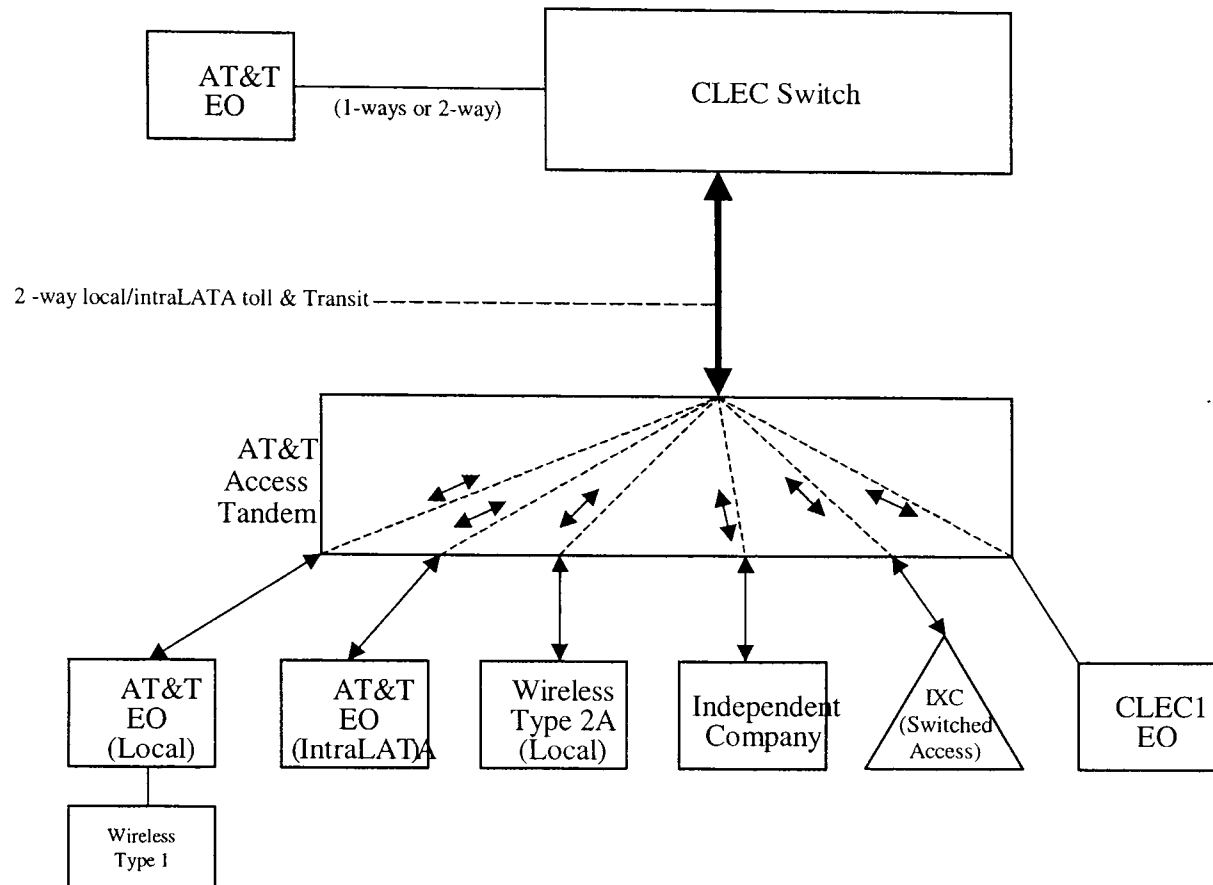 AT&T
EO
(1-ways or 2-way)
CLEC Switch
2 -way local/intraLATA toll & Transit
AT&T
Access
Tandem
AT&T
EO
(Local)
AT&T
EO
(IntraLATA)
Wireless
Type 2A
(Local)
Independent
Company
IXC
(Switched
Access)
CLEC1
EO
Wireless
Type 1